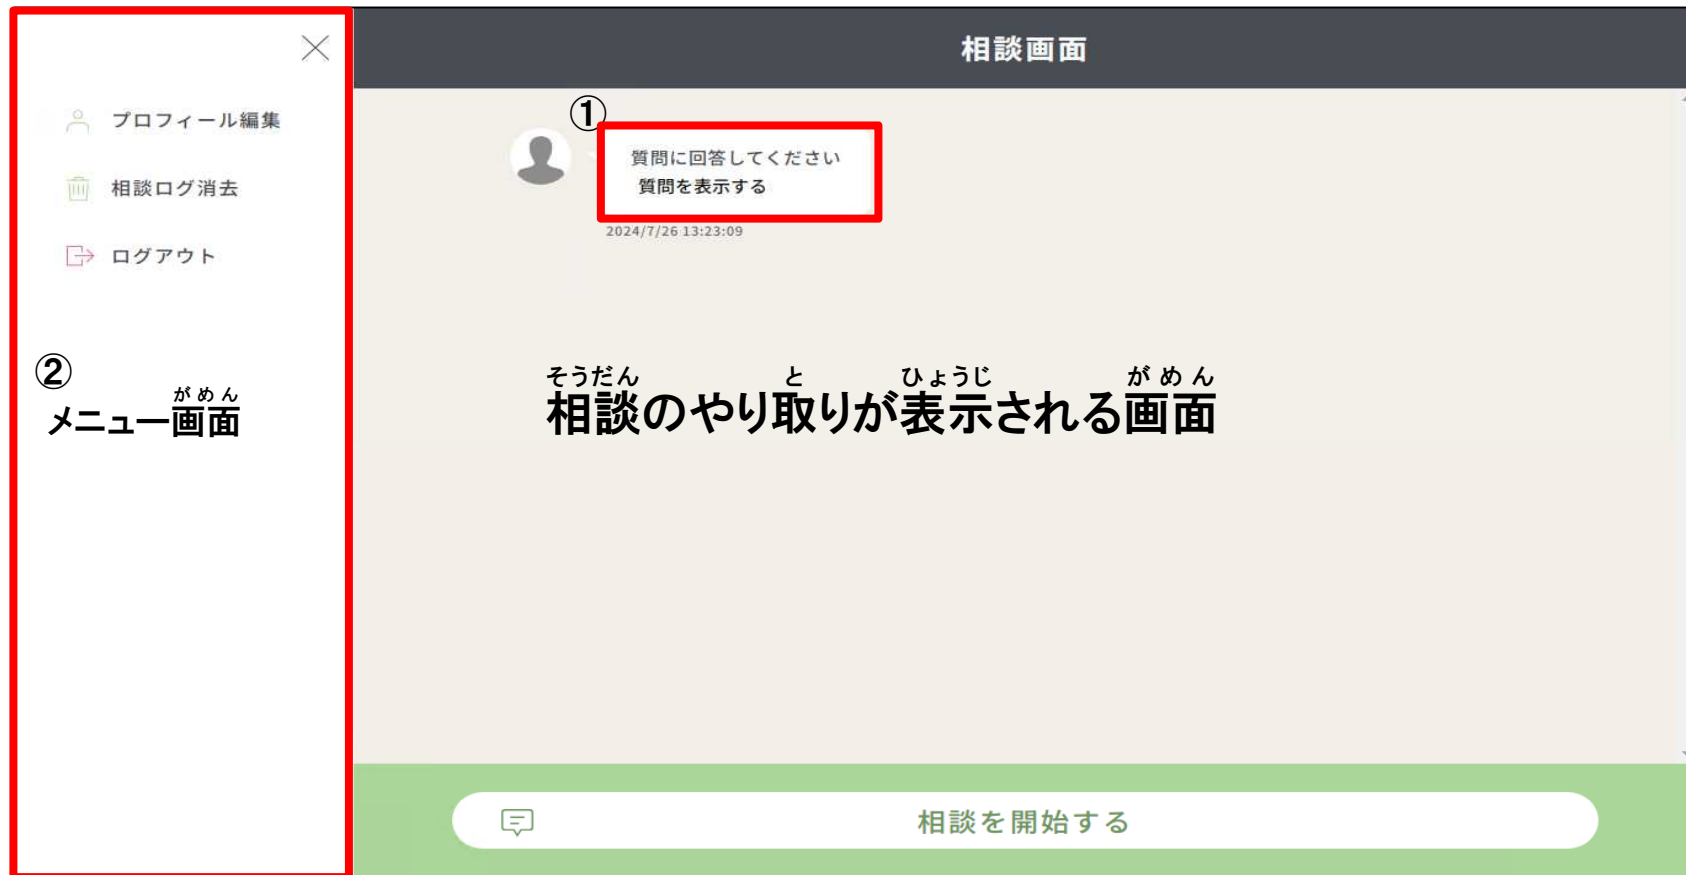 相談画面
プロフィール編集
相談ログ消去
ログアウト
②
がめん
メニュー画面
①
質問に回答してください
質問を表示する
2024/7/26 13:23:09
そうだん と ひょうじ がめん
相談のやり取りが表示される画面
相談を開始する